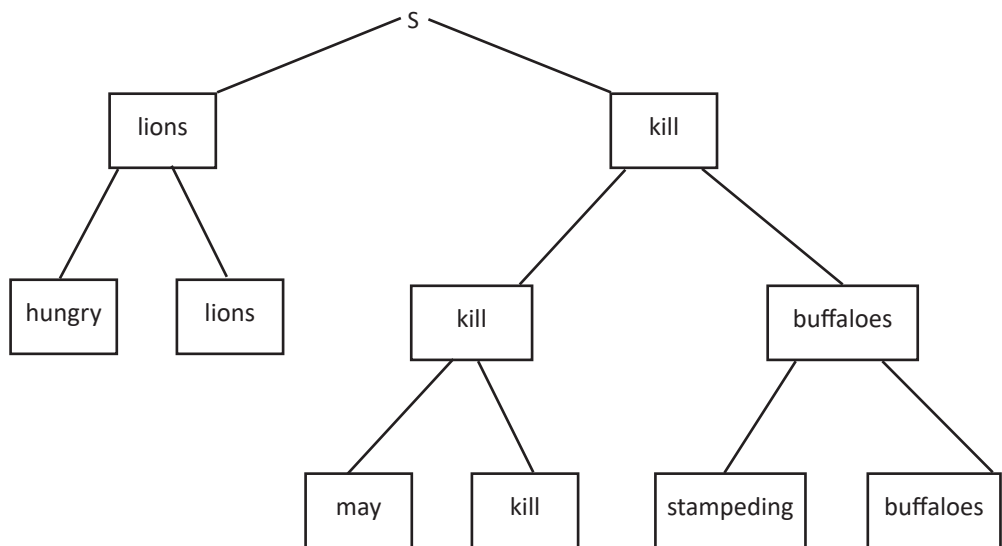 S
lions kill
hungry lions kill buffaloes
may kill stampeding buffaloes